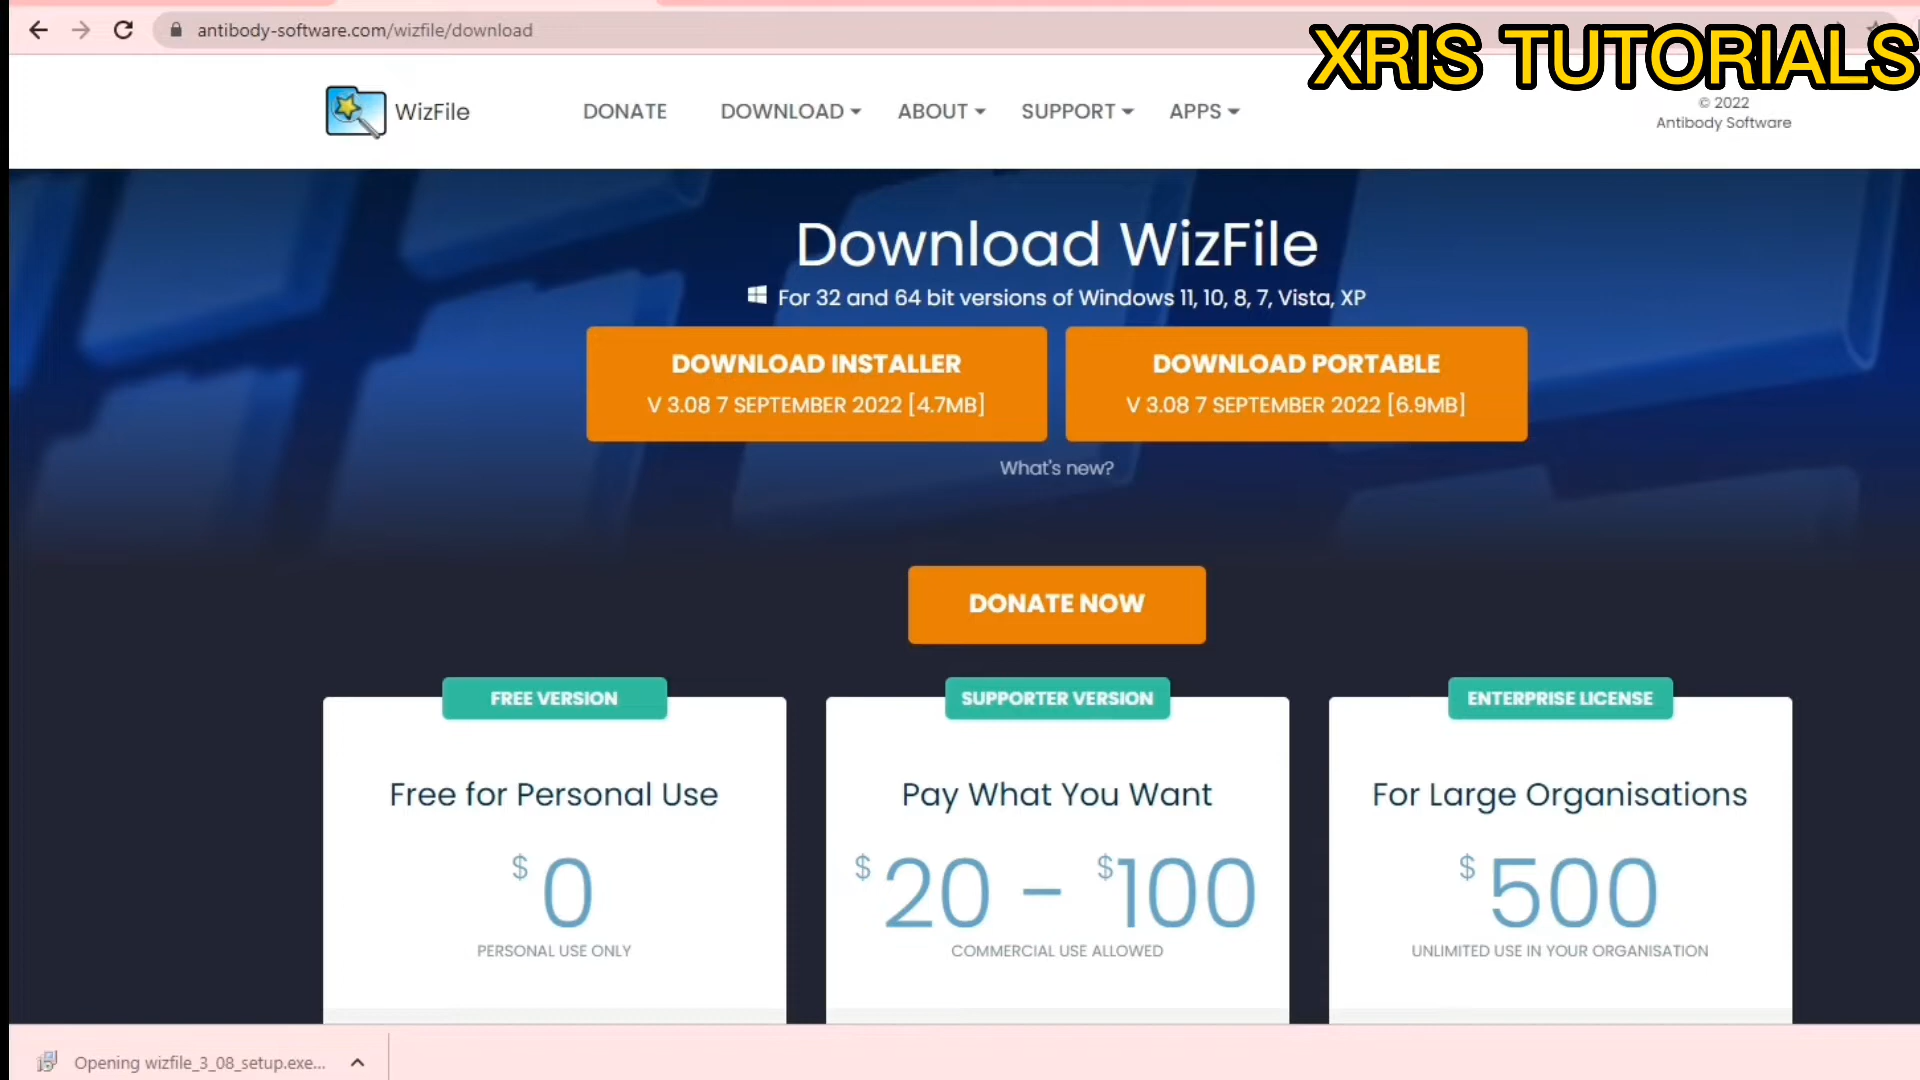 antibody-software.com/wizfile/download
XRIS TUTORIALS
WizFile
DONATE
DOWNLOAD
ABOUT
SUPPORT
APPS
© 2022
Antibody Software
Download WizFile
For 32 and 64 bit versions of Windows 11, 10, 8, 7, Vista, XP
DOWNLOAD INSTALLER
V 3.08 7 SEPTEMBER 2022 [4.7MB]
DOWNLOAD PORTABLE
V 3.08 7 SEPTEMBER 2022 [6.9MB]
What's new?
DONATE NOW
FREE VERSION
Free for Personal Use
$0
PERSONAL USE ONLY
SUPPORTER VERSION
Pay What You Want
$20 - $100
COMMERCIAL USE ALLOWED
ENTERPRISE LICENSE
For Large Organisations
$500
UNLIMITED USE IN YOUR ORGANISATION
Opening wizfile_3_08_setup.exe...